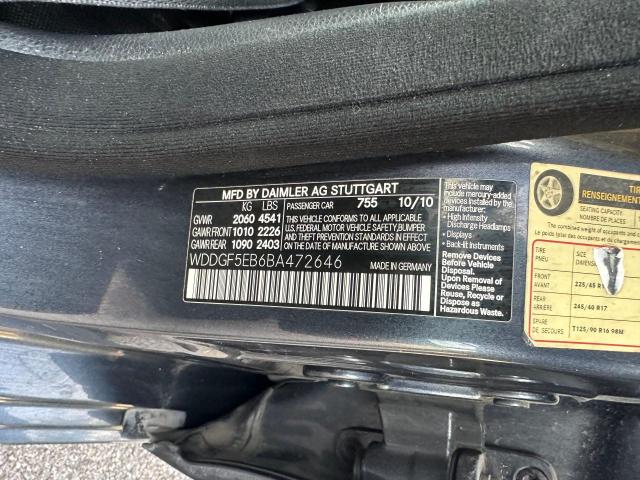 MFD BY DAIMLER AG STUTTGART
KG LBS PASSENGER CAR 755 10/10
GVWR 2060 4541 THIS VEHICLE CONFORMS TO ALL APPLICABLE
GAWR FRONT 1010 2226 U.S. FEDERAL MOTOR VEHICLE SAFETY, BUMPER
GAWR REAR 1090 2403 AND THEFT PREVENTION STANDARDS IN EFFECT
ON THE DATE OF MANUFACTURE SHOWN ABOVE.
WDDGF5EB6BA472646 MADE IN GERMANY
This vehicle may include
mercury-added
devices installed by the
manufacturer:
- High Intensity
Discharge Headlamps
- Displays
- Back-lit Instruments
Remove Devices
Before Vehicle
Disposal.
Upon Removal of
Devices Please
Reuse, Recycle or
Dispose as
Hazardous Waste.
TIR
RENSEIGNEMENT
SEATING CAPACITY
NOMBRE DE PLACES
The combined weight of occupants and
Le poids total des occupants et du
TIRE SIZE
PNEU DIMENSION
FRONT
AVANT 225/45 R1
REAR
ARRIÈRE 245/40 R17
SPARE
DE SECOURS T125/90 R16 98M